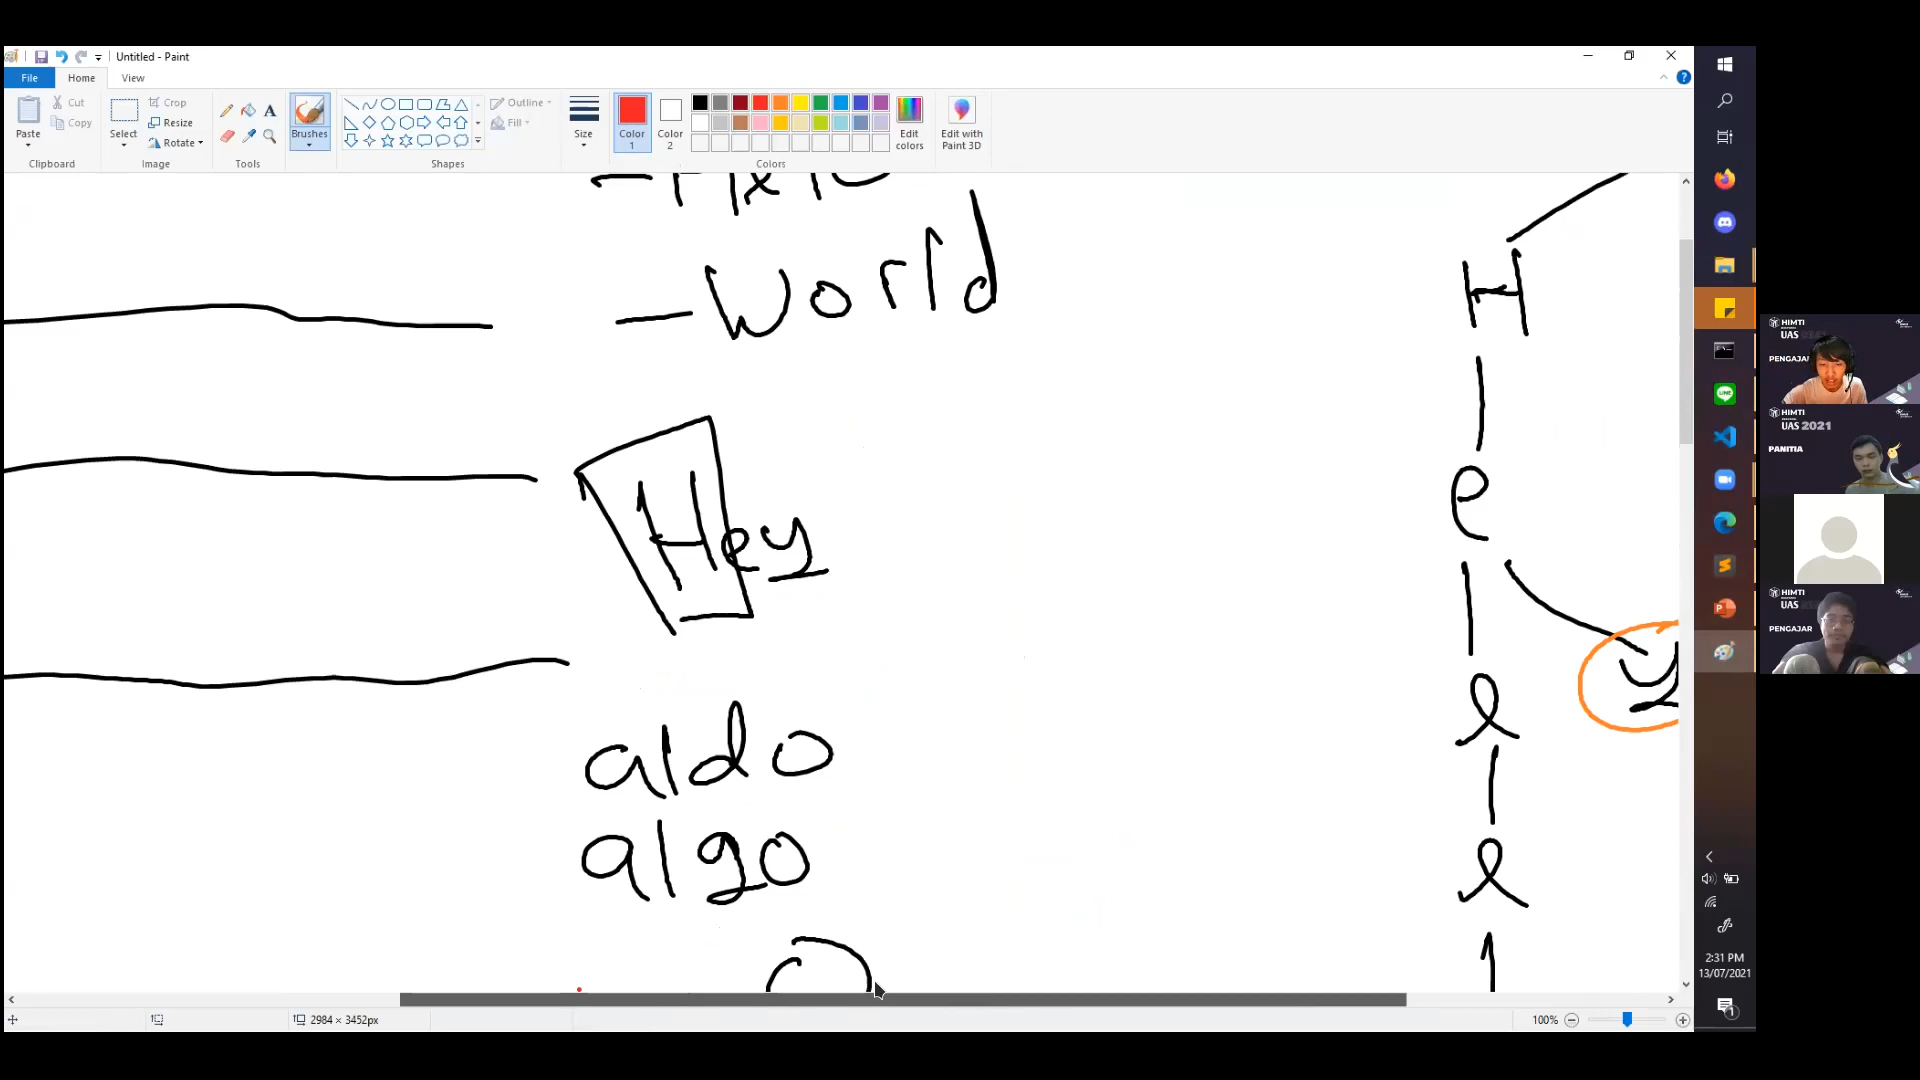 Untitled - Paint
File Home View
Paste
Cut
Copy
Clipboard
Select
Crop
Resize
Rotate
Image
Tools
Brushes
Shapes
Outline
Fill
Size
Color 1
Color 2
Colors
Edit colors
Edit with Paint 3D
- World
Hey
aldo
algo
H
e
l
l
y
2984 × 3452px
100%
HIMTI
UAS
PENGAJAR
HIMTI
UAS 2021
PANITIA
HIMTI
UAS
PENGAJAR
2:31 PM
13/07/2021